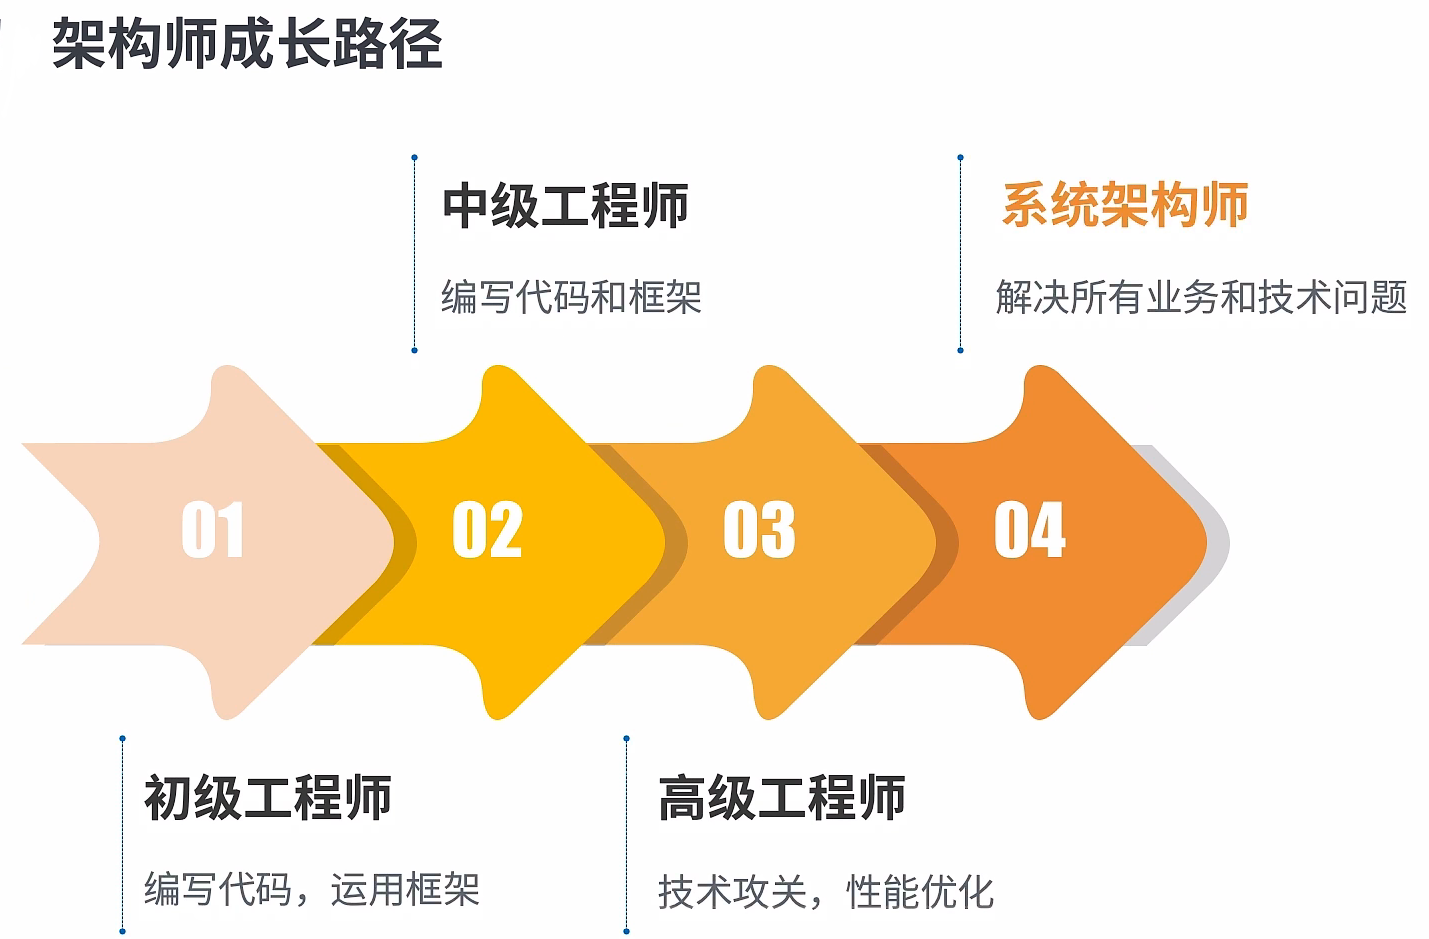 架构师成长路径
中级工程师
编写代码和框架
系统架构师
解决所有业务和技术问题
01
02
03
04
初级工程师
编写代码，运用框架
高级工程师
技术攻关，性能优化